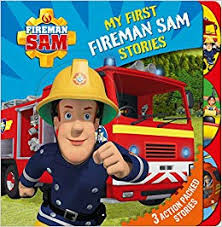 FIREMAN
SAM
MY FIRST
FIREMAN SAM
STORIES
3 ACTION PACKED
STORIES